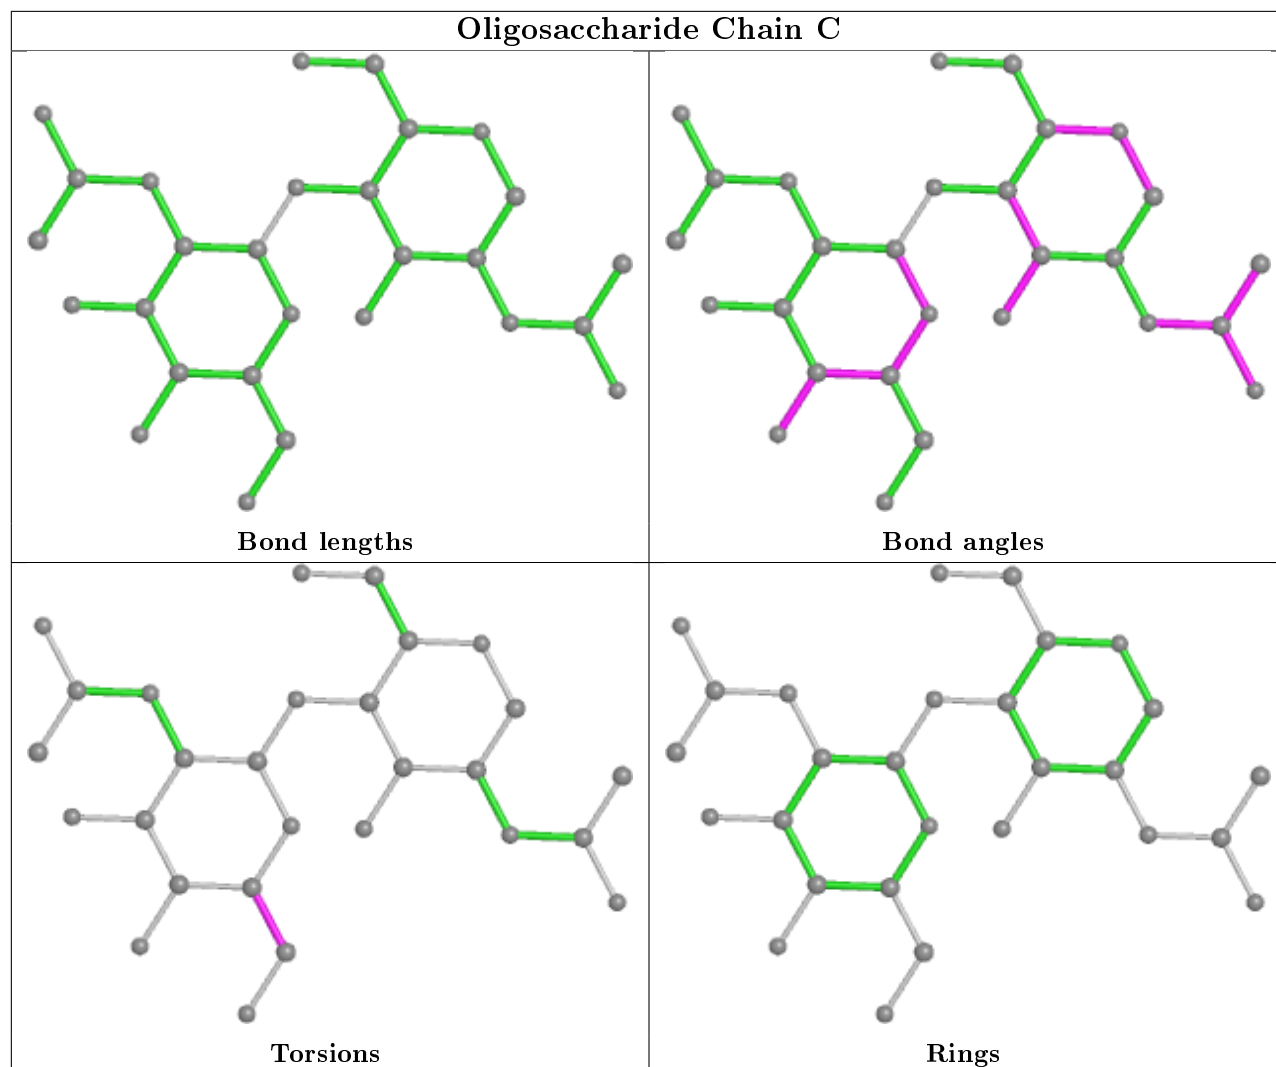 Oligosaccharide Chain C
Bond lengths
Bond angles
Torsions
Rings